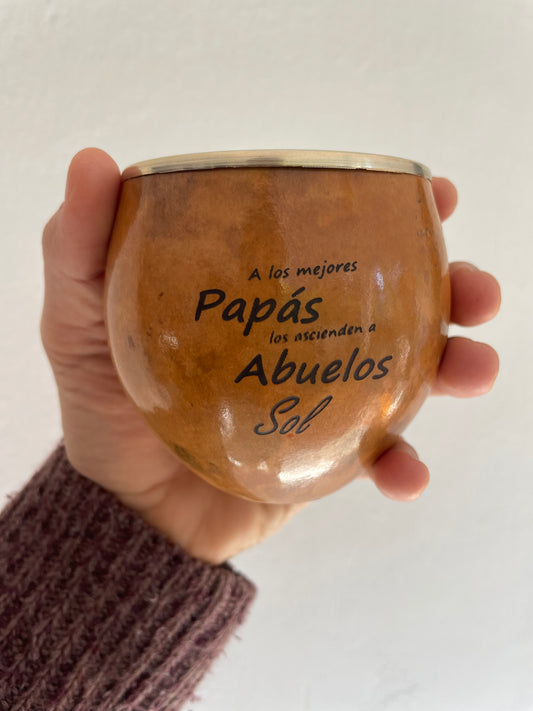 A los mejores
Papás
los ascienden a
Abuelos
Sol